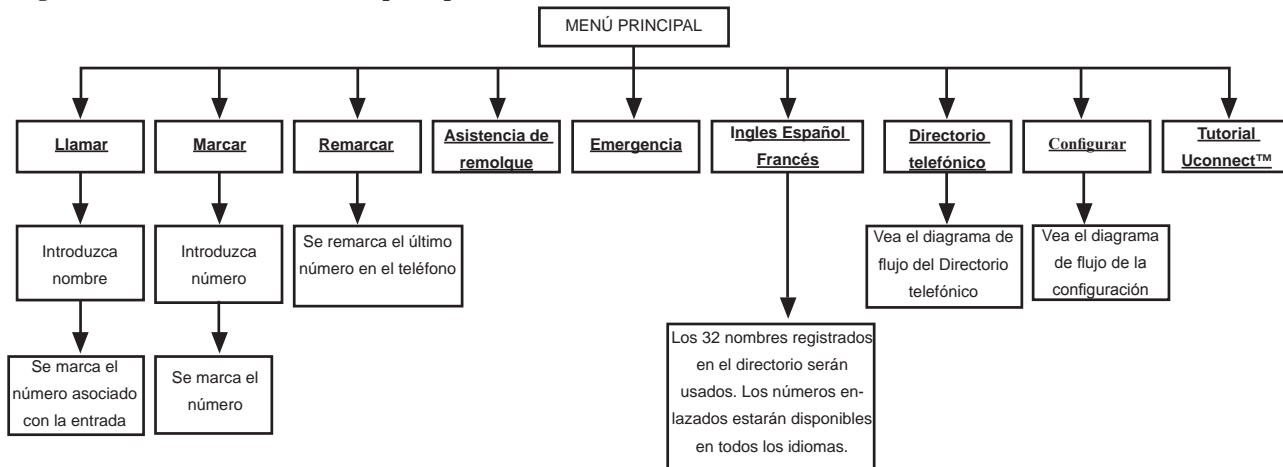 MENÚ PRINCIPAL
Llamar
Marcar
Remarcar
Asistencia de
remolque
Emergencia
Ingles Español
Francés
Directorio
telefónico
Configurar
Tutorial
Uconnect™
Introduzca
nombre
Introduzca
número
Se remarca el último
número en el teléfono
Vea el diagrama de
flujo del Directorio
telefónico
Vea el diagrama
de flujo de la
configuración
Se marca el
número asociado
con la entrada
Se marca el
número
Los 32 nombres registrados
en el directorio serán
usados. Los números en-
lazados estarán disponibles
en todos los idiomas.